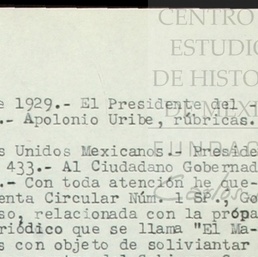 CENTRO
ESTUDIO
DE HISTO
e 1929.- El Presidente del -
.- Apolonio Uribe, rúbricas.
FUNDAC
s Unidos Mexicanos.- Preside
433.- Al Ciudadano Gobernad
.- Con toda atención he que-
enta Circular Núm. 1 SP., Go
so, relacionada con la própa
riódico que se llama "El Ma-
s con objeto de soliviantar